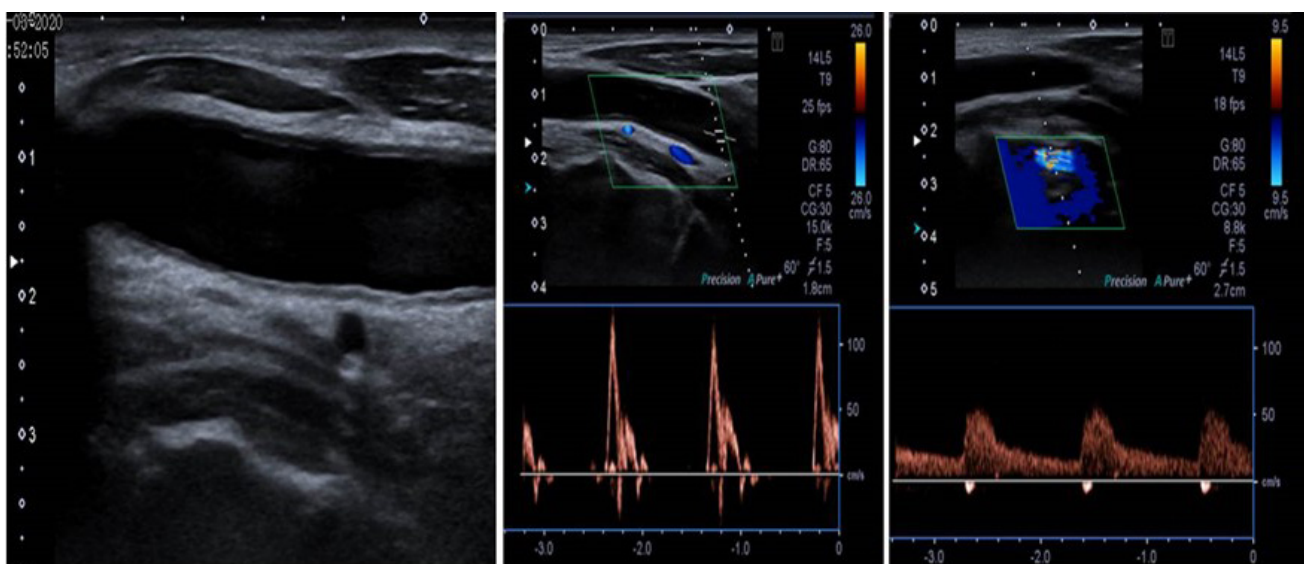 -03-2020
:52:05
1
2
3
0
1
2
3
4
T
26.0
14L5
T9
25 fps
G:80
DR:65
CF 5
CG:30
15.0k
F:5
26.0
cm/s
60° 1.5
1.8cm
Precision APure+
100
50
cm/s
-3.0
-2.0
-1.0
0
0
1
2
3
4
5
T
9.5
14L5
T9
18 fps
G:80
DR:65
CF 5
CG:30
8.8k
F:5
9.5
cm/s
60° 1.5
2.7cm
Precision APure+
100
50
cm/s
-3.0
-2.0
-1.0
0